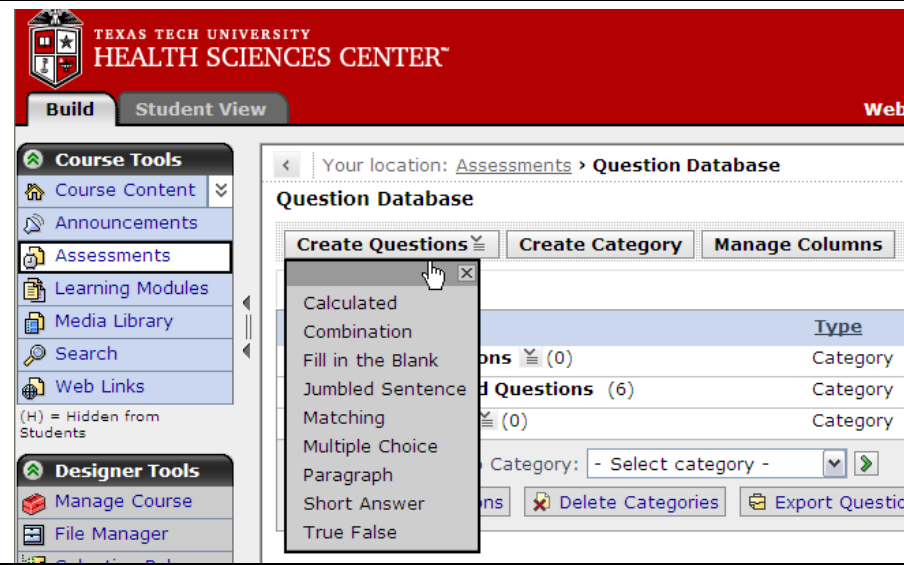 TEXAS TECH UNIVERSITY
HEALTH SCIENCES CENTER™
Build
Student View
Web
Course Tools
Course Content
Announcements
Assessments
Learning Modules
Media Library
Search
Web Links
(H) = Hidden from
Students
Designer Tools
Manage Course
File Manager
Your location: Assessments › Question Database
Question Database
Create Questions
Create Category
Manage Columns
Calculated
Combination
Fill in the Blank
Jumbled Sentence
Matching
Multiple Choice
Paragraph
Short Answer
True False
Type
ons (0)
Category
d Questions (6)
Category
(0)
Category
Category: - Select category -
ns
Delete Categories
Export Questio